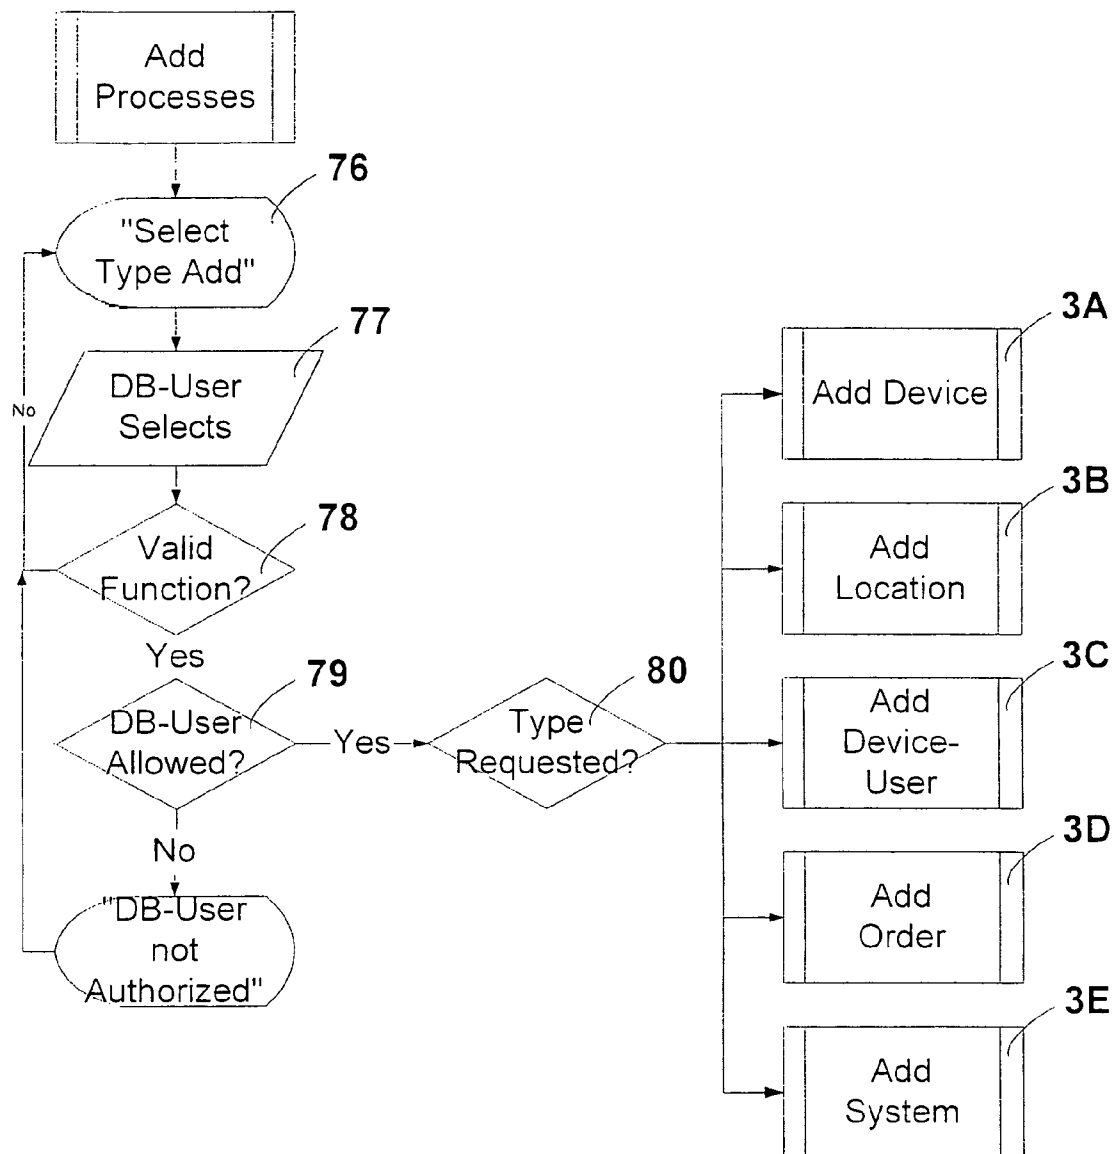 Add
Processes
76
"Select
Type Add"
77
DB-User
Selects
No
78
Valid
Function?
Yes
79
DB-User
Allowed?
Yes
80
Type
Requested?
No
"DB-User
not
Authorized"
3A
Add Device
3B
Add
Location
3C
Add
Device-
User
3D
Add
Order
3E
Add
System